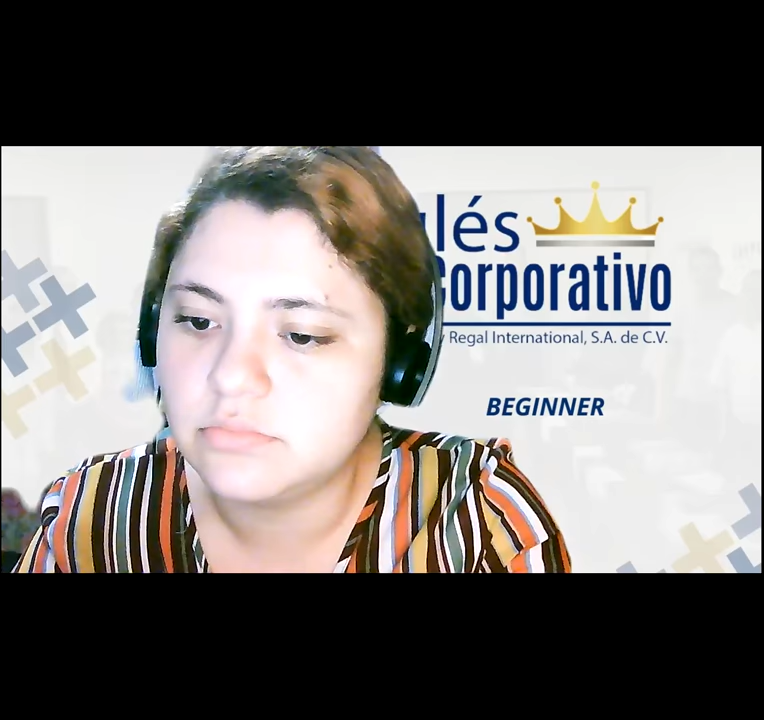 lés
Corporativo
y Regal International, S.A. de C.V.
BEGINNER